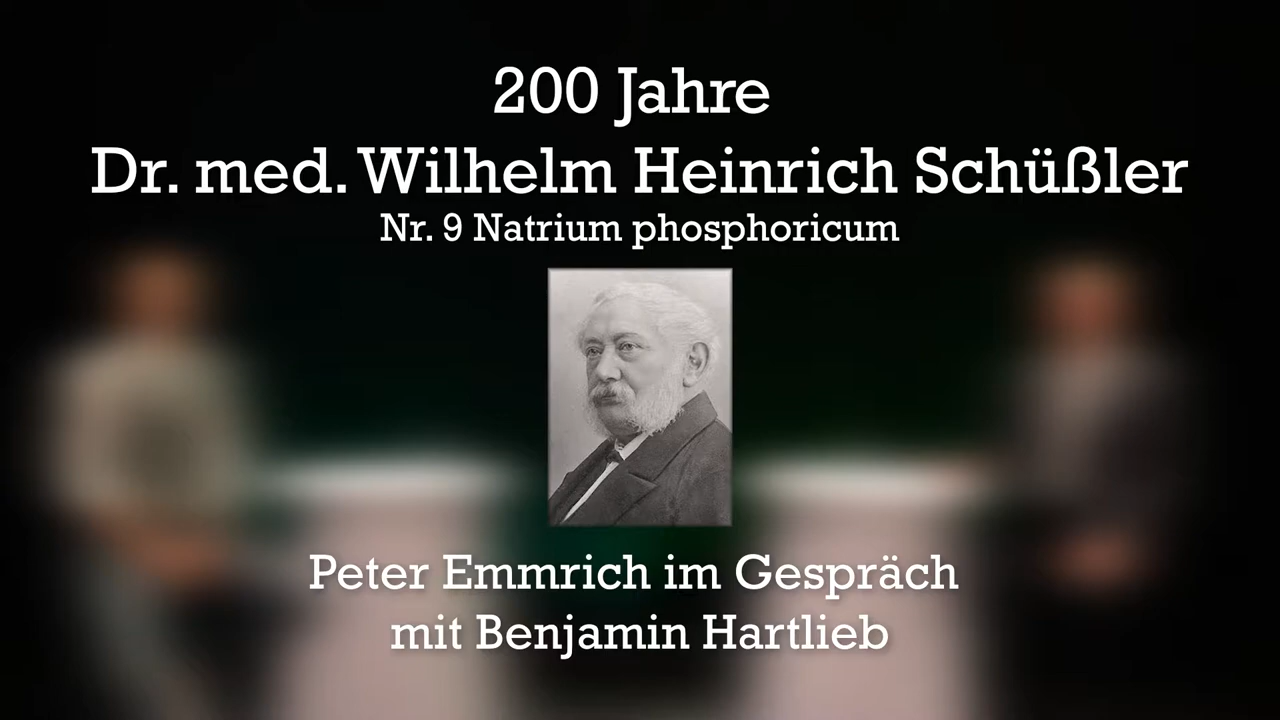 200 Jahre
Dr. med. Wilhelm Heinrich Schüßler
Nr. 9 Natrium phosphoricum
Peter Emmrich im Gespräch
mit Benjamin Hartlieb